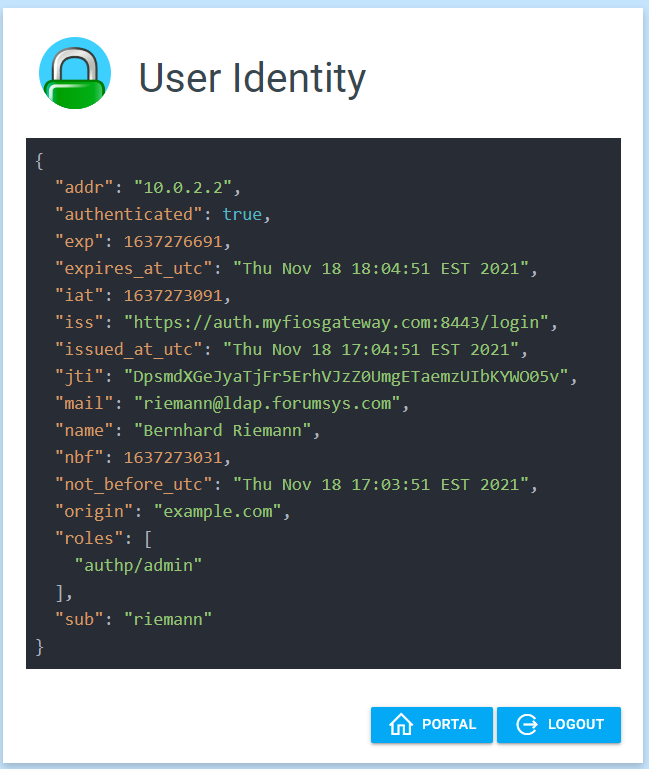 User Identity
{
"addr": "10.0.2.2",
"authenticated": true,
"exp": 1637276691,
"expires_at_utc": "Thu Nov 18 18:04:51 EST 2021",
"iat": 1637273091,
"iss": "https://auth.myfiosgateway.com:8443/login",
"issued_at_utc": "Thu Nov 18 17:04:51 EST 2021",
"jti": "DpsmdXGeJyaTjFr5ErhVJzZ0UmgETaemzUIbKYWO05v",
"mail": "riemann@ldap.forumsys.com",
"name": "Bernhard Riemann",
"nbf": 1637273031,
"not_before_utc": "Thu Nov 18 17:03:51 EST 2021",
"origin": "example.com",
"roles": [
"authp/admin"
],
"sub": "riemann"
}
PORTAL
LOGOUT